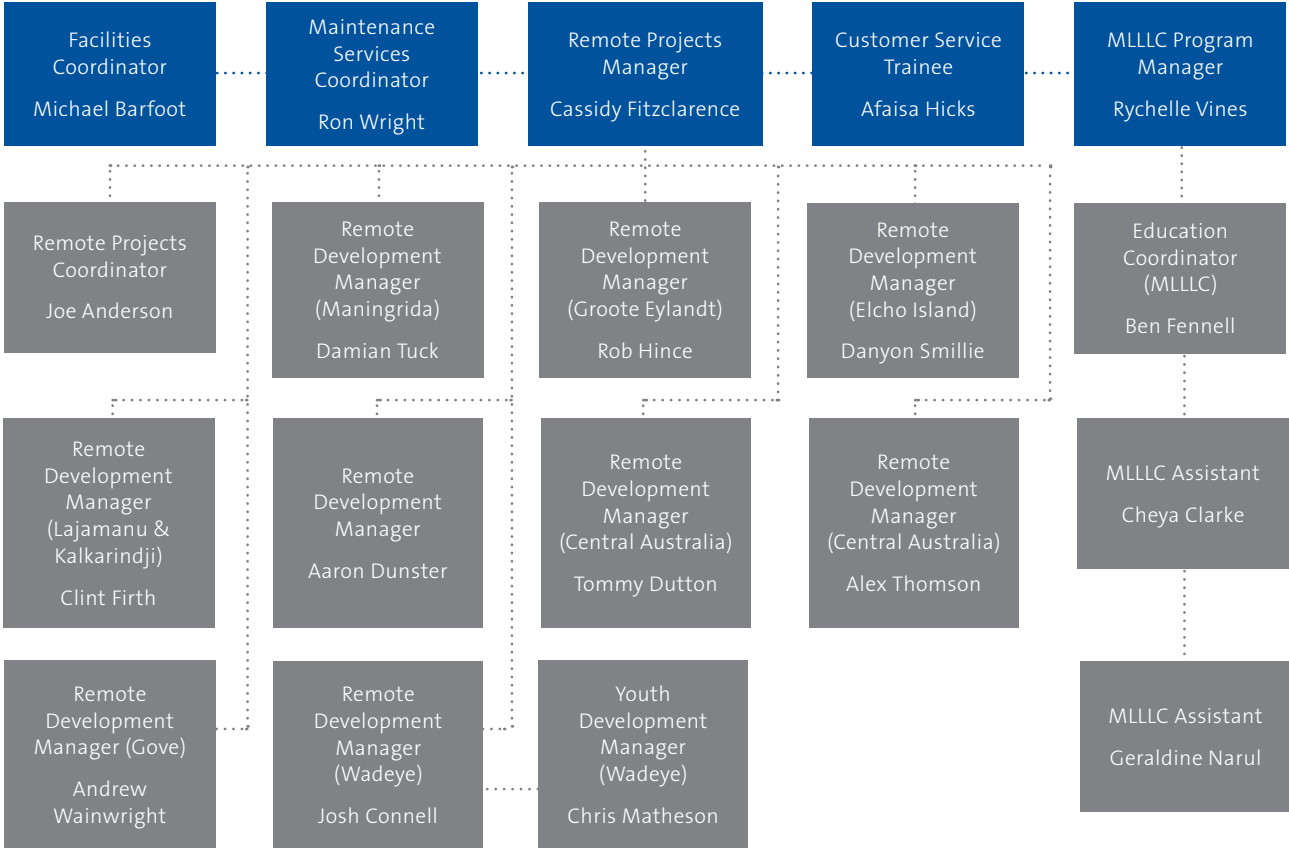 Facilities
Coordinator
Michael Barfoot
Maintenance
Services
Coordinator
Ron Wright
Remote Projects
Manager
Cassidy Fitzclarence
Customer Service
Trainee
Afaisa Hicks
MLLLC Program
Manager
Rychelle Vines
Remote Projects
Coordinator
Joe Anderson
Remote
Development
Manager
(Maningrida)
Damian Tuck
Remote
Development
Manager
(Groote Eylandt)
Rob Hince
Remote
Development
Manager
(Elcho Island)
Danyon Smillie
Education
Coordinator
(MLLLC)
Ben Fennell
Remote
Development
Manager
(Lajamanu &
Kalkarindji)
Clint Firth
Remote
Development
Manager
Aaron Dunster
Remote
Development
Manager
(Central Australia)
Tommy Dutton
Remote
Development
Manager
(Central Australia)
Alex Thomson
MLLLC Assistant
Cheya Clarke
Remote
Development
Manager (Gove)
Andrew
Wainwright
Remote
Development
Manager
(Wadeye)
Josh Connell
Youth
Development
Manager
(Wadeye)
Chris Matheson
MLLLC Assistant
Geraldine Narul